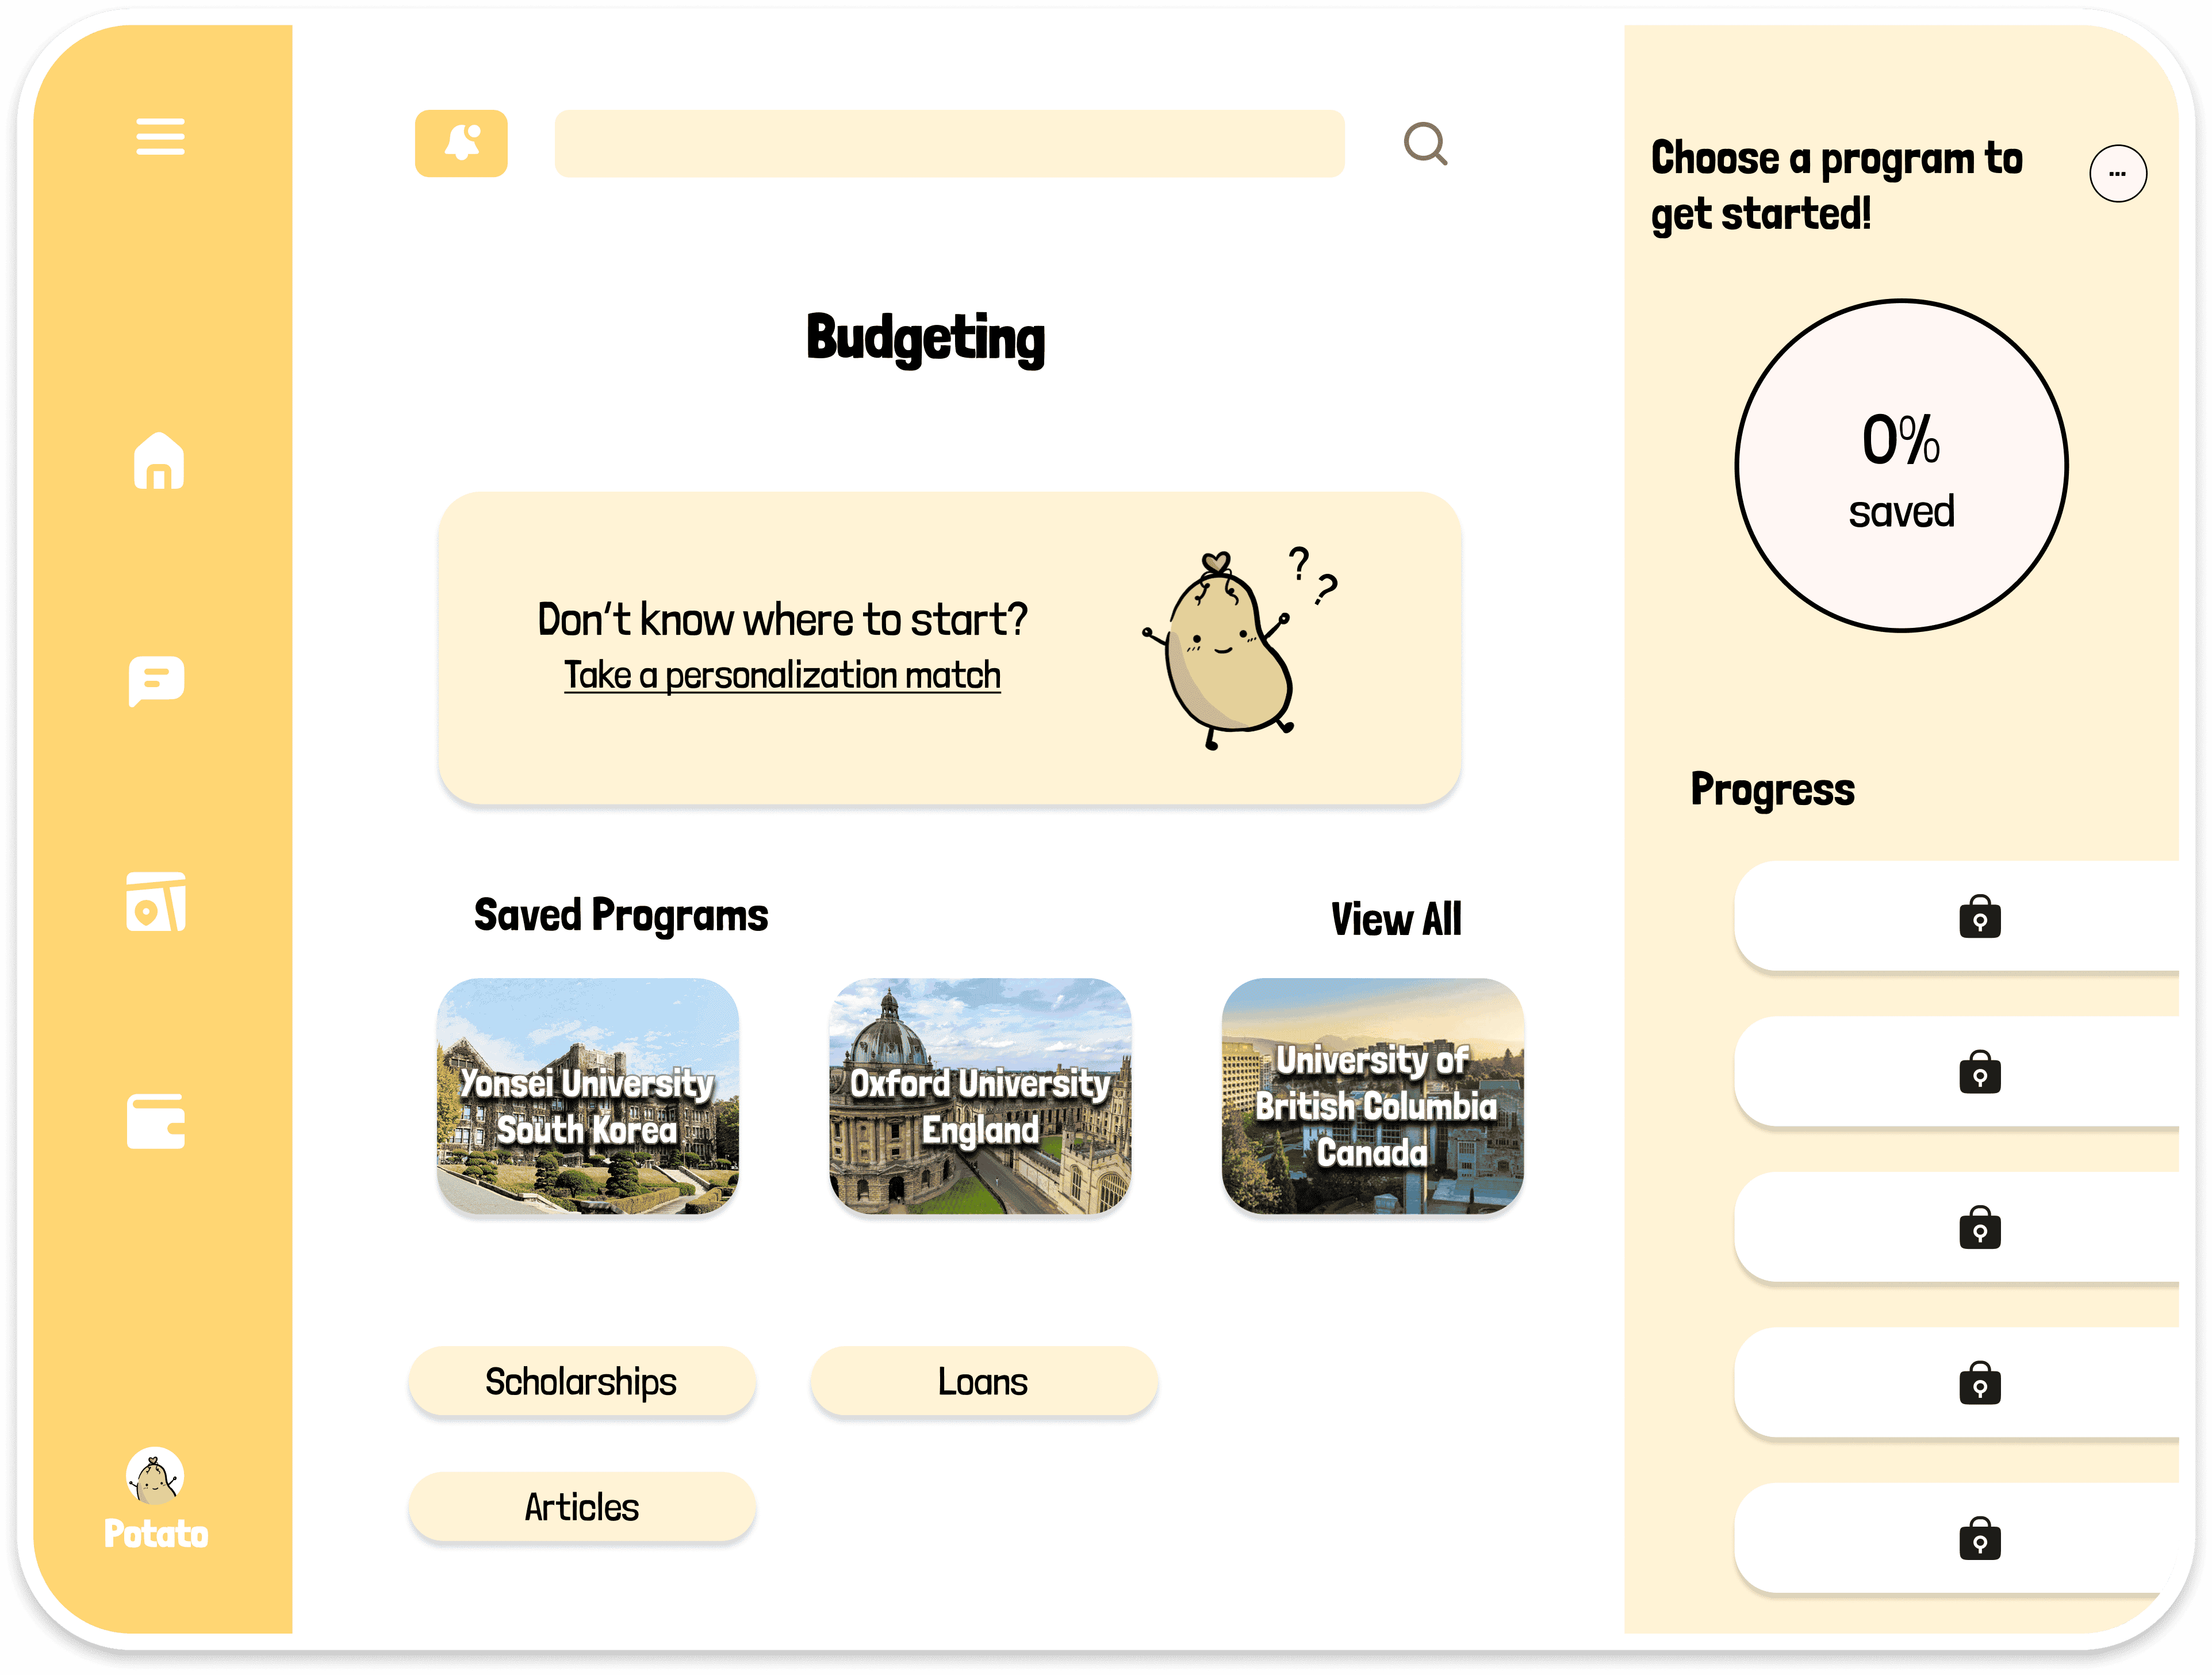 Choose a program to
get started!
...
Budgeting
0%
saved
Don't know where to start?
Take a personalization match
? ?
Progress
Saved Programs
View All
Yonsei University
South Korea
Oxford University
England
University of
British Columbia
Canada
Scholarships
Loans
Articles
Potato